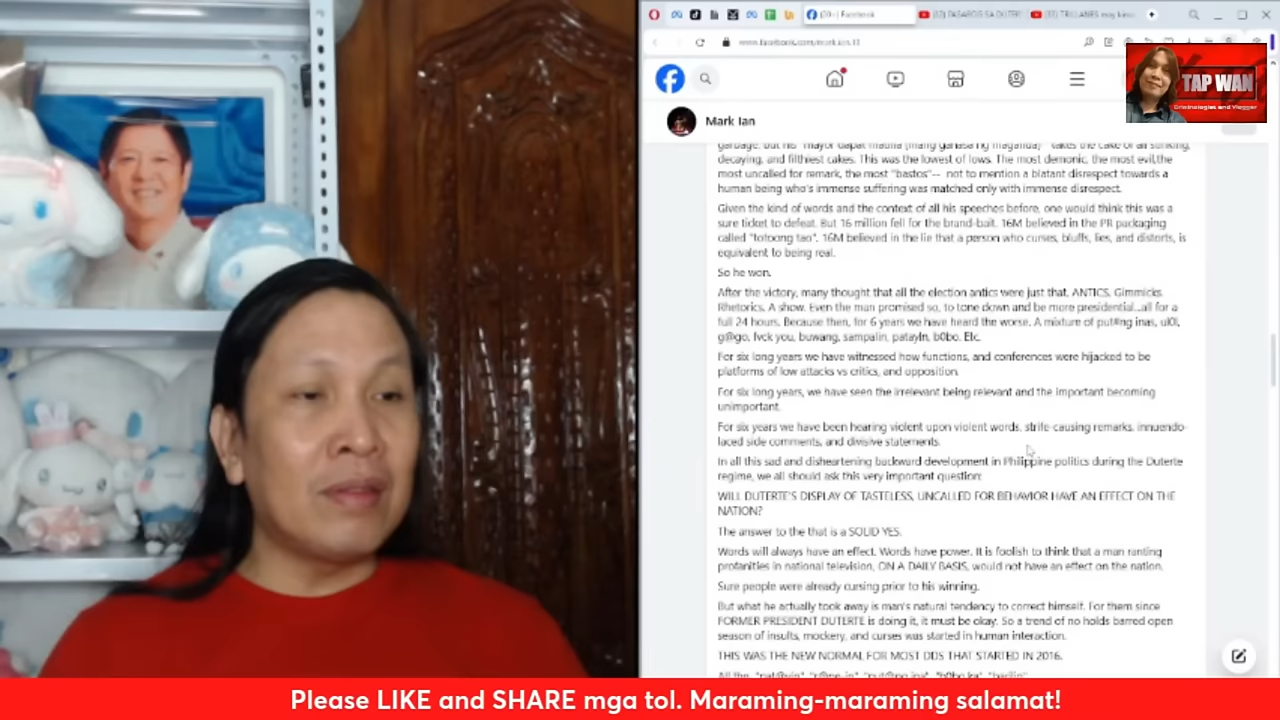 (20+) Facebook
www.facebook.com/mark.ian.11
TAP WAN
Criminologist and Vlogger
Mark Ian
garbage, but his "mayor dapat mauna (mang gahasa ng maganda)" takes the cake of all stinking,
decaying, and filthiest cakes. This was the lowest of lows. The most demonic, the most evil,the
most uncalled for remark, the most "bastos"-- not to mention a blatant disrespect towards a
human being who's immense suffering was matched only with immense disrespect.
Given the kind of words and the context of all his speeches before, one would think this was a
sure ticket to defeat. But 16 million fell for the brand-bait. 16M believed in the PR packaging
called "totoong tao". 16M believed in the lie that a person who curses, bluffs, lies, and distorts, is
equivalent to being real.
So he won.
After the victory, many thought that all the election antics were just that, ANTICS. Gimmicks.
Rhetorics. A show. Even the man promised so, to tone down and be more presidential...all for a
full 24 hours. Because then, for 6 years we have heard the worse. A mixture of put#ng inas, ul0l,
g@go, fvck you, buwang, sampalin, patayin, b0bo. Etc.
For six long years we have witnessed how functions, and conferences were hijacked to be
platforms of low attacks vs critics, and opposition.
For six long years, we have seen the irrelevant being relevant and the important becoming
unimportant.
For six years we have been hearing violent upon violent words, strife-causing remarks, innuendo-
laced side comments, and divisive statements.
In all this sad and disheartening backward development in Philippine politics during the Duterte
regime, we all should ask this very important question:
WILL DUTERTE'S DISPLAY OF TASTELESS, UNCALLED FOR BEHAVIOR HAVE AN EFFECT ON THE
NATION?
The answer to the that is a SOLID YES.
Words will always have an effect. Words have power. It is foolish to think that a man ranting
profanities in national television, ON A DAILY BASIS, would not have an effect on the nation.
Sure people were already cursing prior to his winning.
But what he actually took away is man's natural tendency to correct himself. For them since
FORMER PRESIDENT DUTERTE is doing it, it must be okay. So a trend of no holds barred open
season of insults, mockery, and curses was started in human interaction.
THIS WAS THE NEW NORMAL FOR MOST DDS THAT STARTED IN 2016.
Please LIKE and SHARE mga tol. Maraming-maraming salamat!